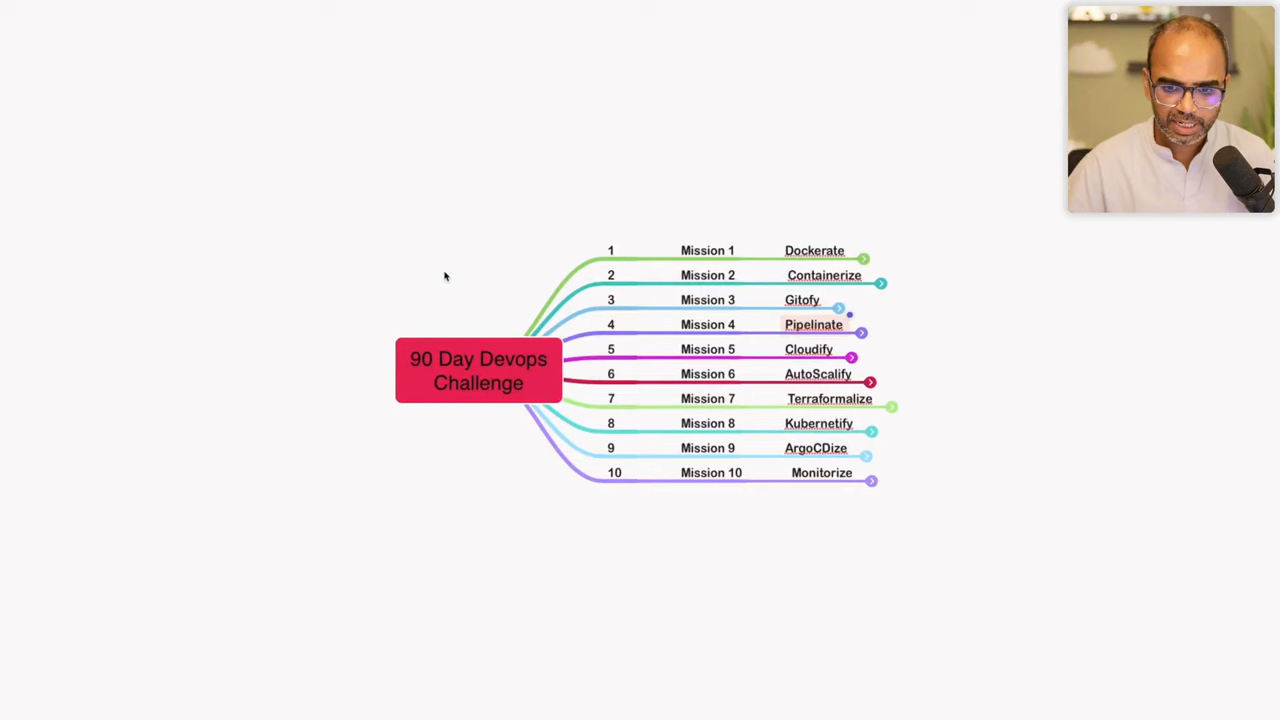 90 Day Devops
Challenge
1 Mission 1 Dockerate
2 Mission 2 Containerize
3 Mission 3 Gitofy
4 Mission 4 Pipelinate
5 Mission 5 Cloudify
6 Mission 6 AutoScalify
7 Mission 7 Terraformalize
8 Mission 8 Kubernetify
9 Mission 9 ArgoCDize
10 Mission 10 Monitorize